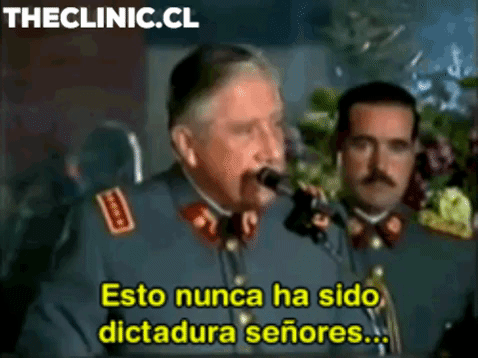 THECLINIC.CL
Esto nunca ha sido
dictadura señores...